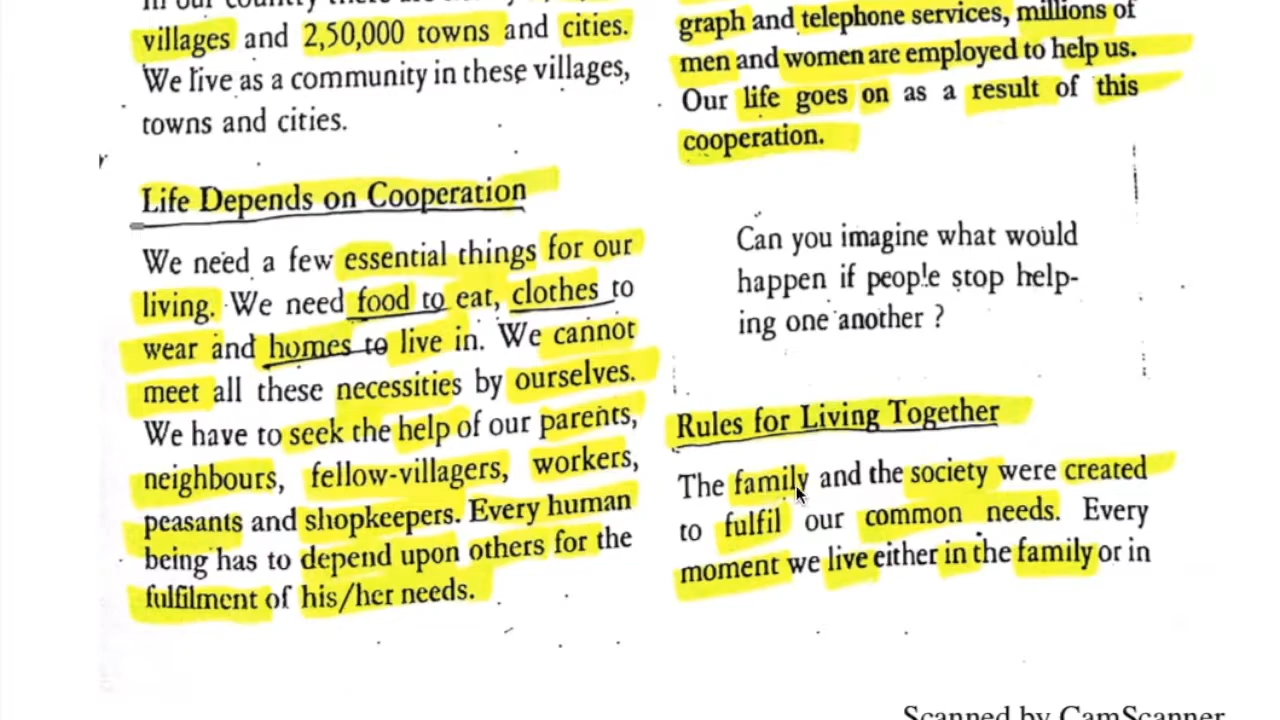 villages and 2,50,000 towns and cities.
We live as a community in these villages,
towns and cities.
Life Depends on Cooperation
We need a few essential things for our
living. We need food to eat, clothes to
wear and homes to live in. We cannot
meet all these necessities by ourselves.
We have to seek the help of our parents,
neighbours, fellow-villagers, workers,
peasants and shopkeepers. Every human
being has to depend upon others for the
fulfilment of his/her needs.
graph and telephone services, millions of
men and women are employed to help us.
Our life goes on as a result of this
cooperation.
Can you imagine what would
happen if people stop help-
ing one another ?
Rules for Living Together
The family and the society were created
to fulfil our common needs. Every
moment we live either in the family or in
Scanned by CamScanner